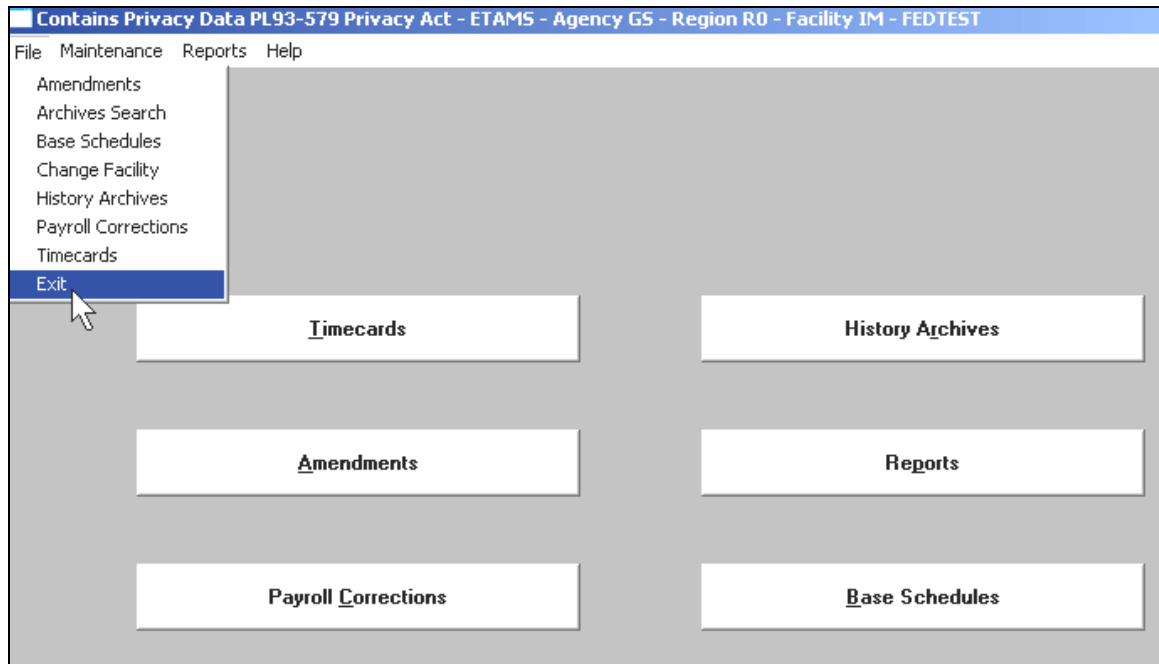 Contains Privacy Data PL93-579 Privacy Act - ETAMS - Agency GS - Region R0 - Facility IM - FEDTEST
File Maintenance Reports Help
Amendments
Archives Search
Base Schedules
Change Facility
History Archives
Payroll Corrections
Timecards
Exit
Timecards
History Archives
Amendments
Reports
Payroll Corrections
Base Schedules